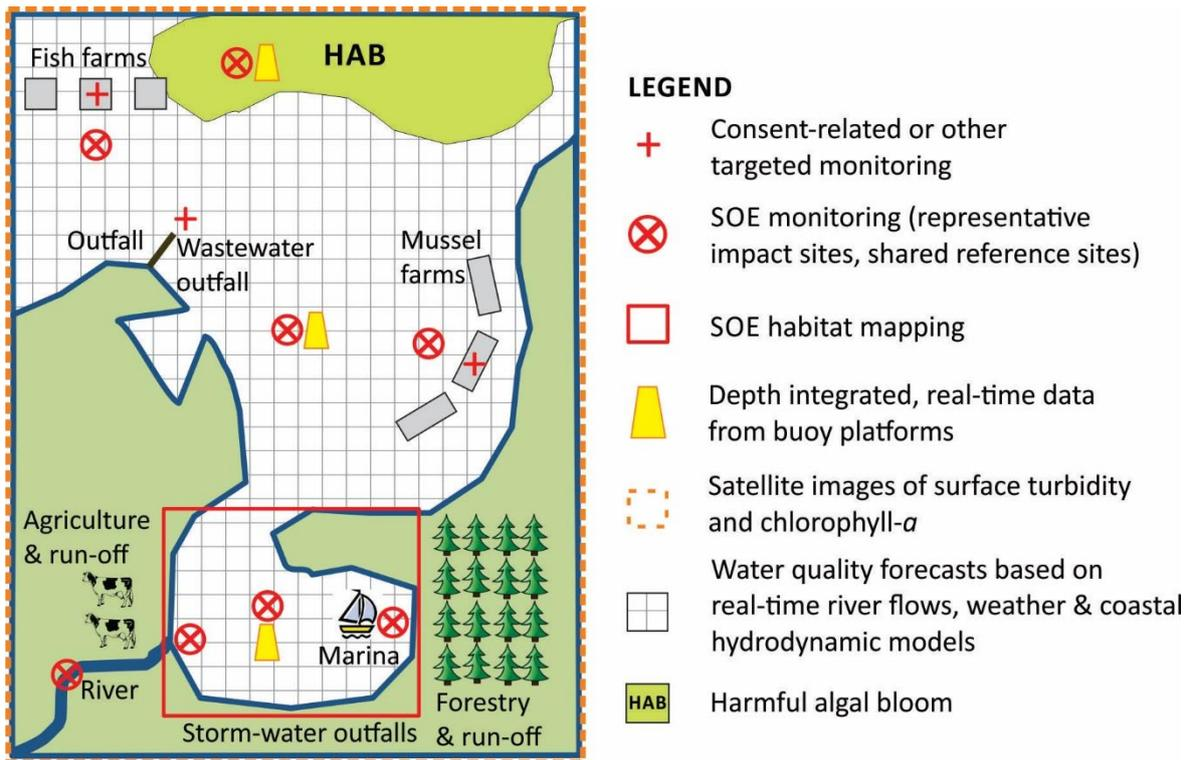 Fish farms
HAB
Outfall
Wastewater
outfall
Mussel
farms
Agriculture
& run-off
River
Marina
Storm-water outfalls
Forestry
& run-off
LEGEND
Consent-related or other
targeted monitoring
SOE monitoring (representative
impact sites, shared reference sites)
SOE habitat mapping
Depth integrated, real-time data
from buoy platforms
Satellite images of surface turbidity
and chlorophyll-a
Water quality forecasts based on
real-time river flows, weather & coastal
hydrodynamic models
HAB
Harmful algal bloom